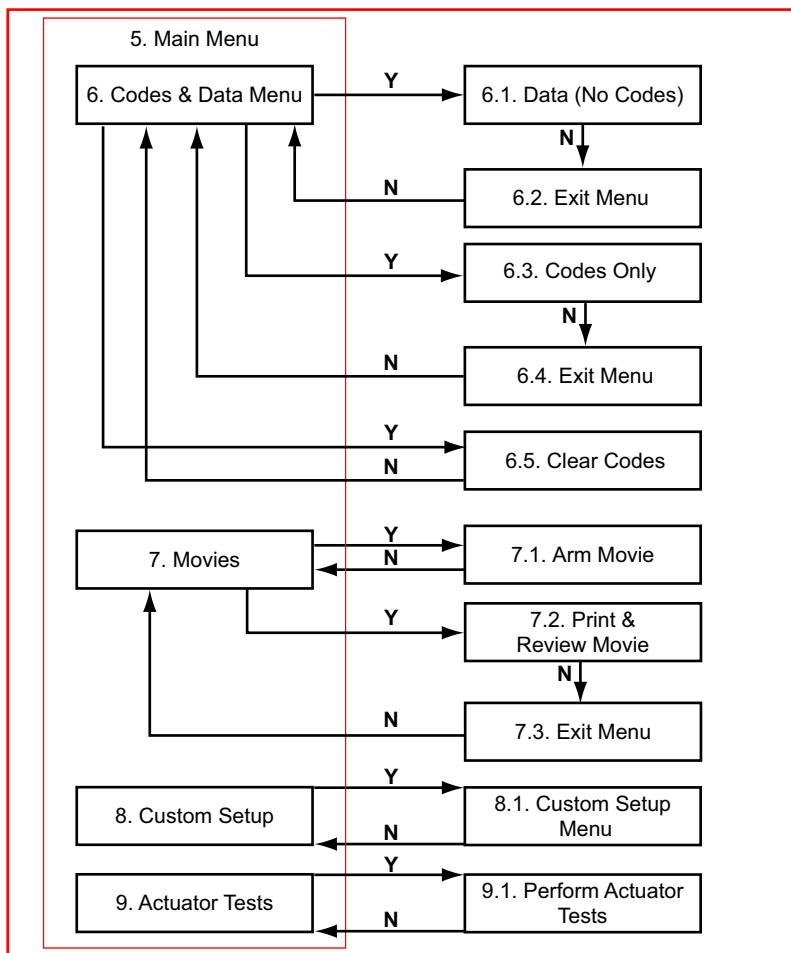 5. Main Menu
6. Codes & Data Menu
Y
6.1. Data (No Codes)
N
N
6.2. Exit Menu
Y
6.3. Codes Only
N
N
6.4. Exit Menu
Y
N
6.5. Clear Codes
7. Movies
Y
N
7.1. Arm Movie
Y
7.2. Print &
Review Movie
N
N
7.3. Exit Menu
8. Custom Setup
Y
N
8.1. Custom Setup
Menu
9. Actuator Tests
Y
N
9.1. Perform Actuator
Tests